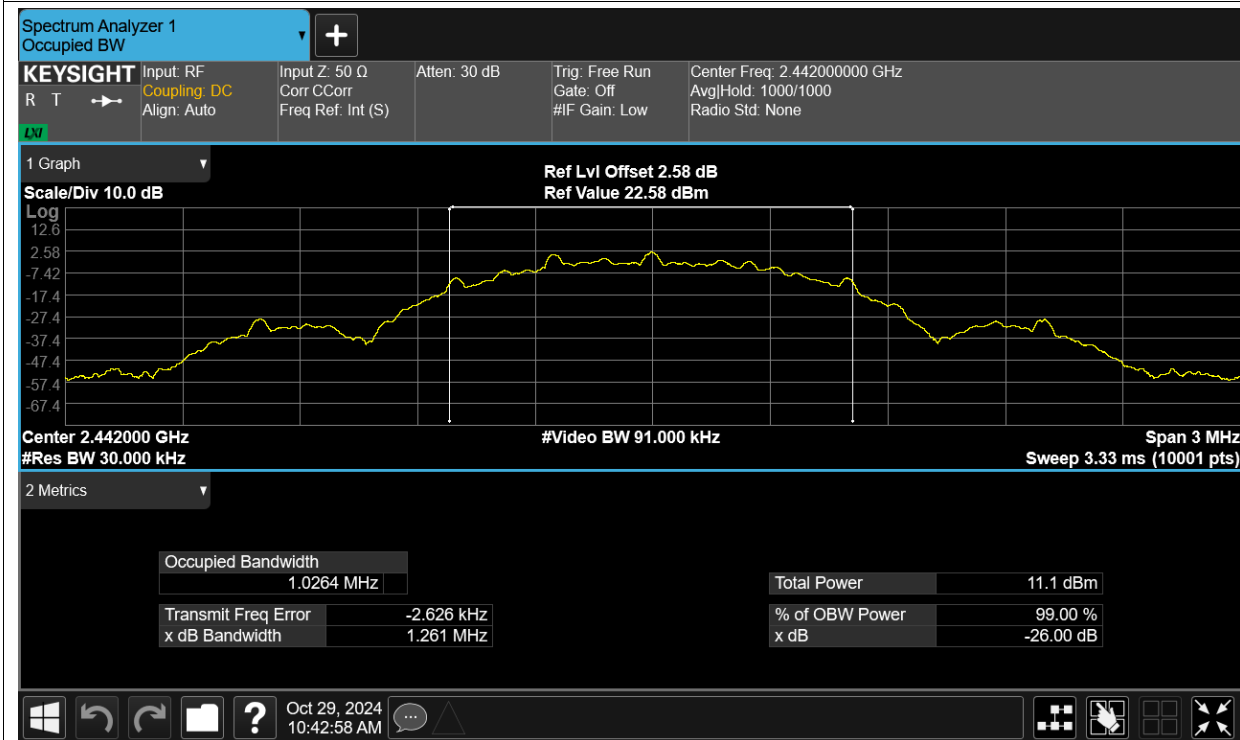 Spectrum Analyzer 1
Occupied BW
+
KEYSIGHT
R T
LXI
Input: RF
Coupling: DC
Align: Auto
Input Z: 50 Ω
Corr CCorr
Freq Ref: Int (S)
Atten: 30 dB
Trig: Free Run
Gate: Off
#IF Gain: Low
Center Freq: 2.442000000 GHz
Avg|Hold: 1000/1000
Radio Std: None
1 Graph
Scale/Div 10.0 dB
Ref Lvl Offset 2.58 dB
Ref Value 22.58 dBm
Log
12.6
2.58
-7.42
-17.4
-27.4
-37.4
-47.4
-57.4
-67.4
Center 2.442000 GHz
#Video BW 91.000 kHz
Span 3 MHz
#Res BW 30.000 kHz
Sweep 3.33 ms (10001 pts)
2 Metrics
Occupied Bandwidth
1.0264 MHz
Transmit Freq Error -2.626 kHz
x dB Bandwidth 1.261 MHz
Total Power 11.1 dBm
% of OBW Power 99.00 %
x dB -26.00 dB
?
Oct 29, 2024
10:42:58 AM